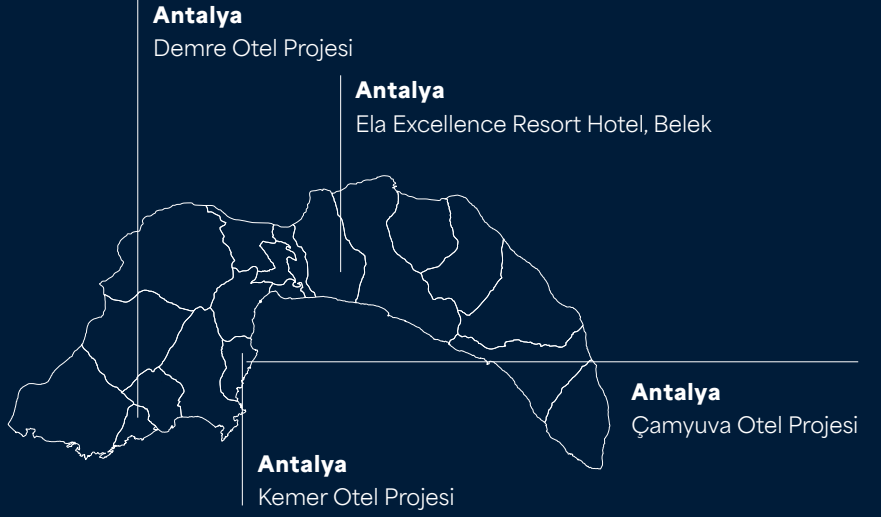 Antalya
Demre Otel Projesi
Antalya
Ela Excellence Resort Hotel, Belek
Antalya
Çamyuva Otel Projesi
Antalya
Kemer Otel Projesi